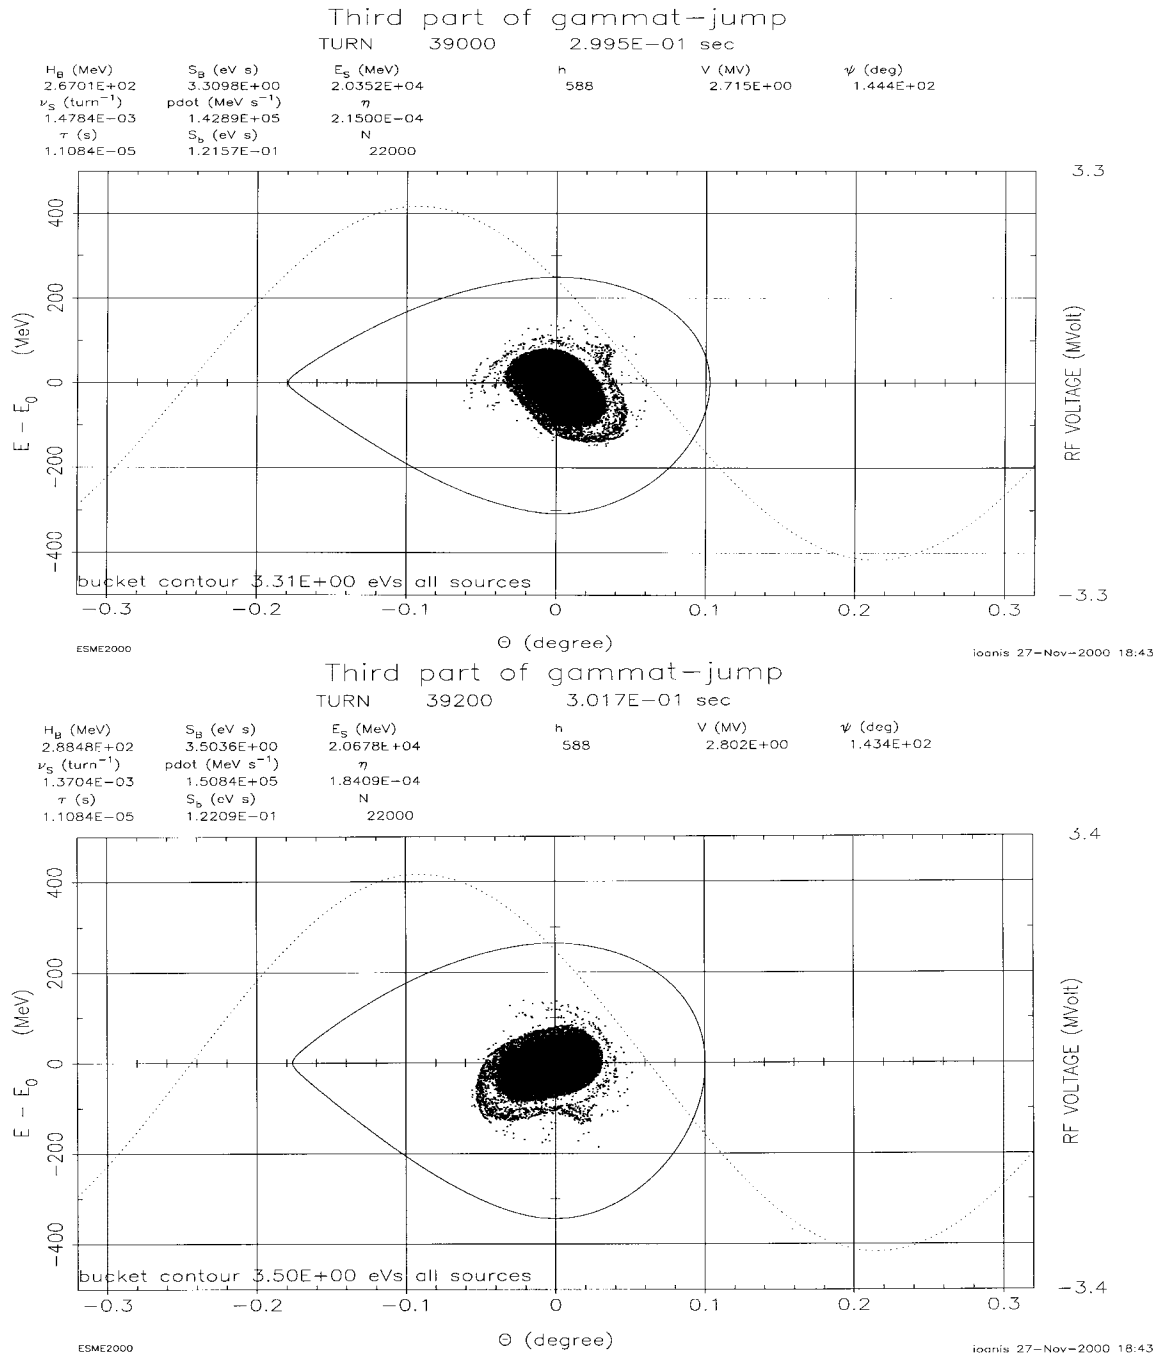 Third part of gammat-jump
TURN 39000 2.995E-01 sec
H_B (MeV) S_B (eV s) E_S (MeV) h V (MV) ψ (deg)
2.6701E+02 3.3098E+00 2.0352E+04 588 2.715E+00 1.444E+02
ν_S (turn⁻¹) pdot (MeV s⁻¹) η
1.4784E-03 1.4289E+05 2.1500E-04
τ (s) S_b (eV s) N
1.1084E-05 1.2157E-01 22000
3.3
400
200
0
-200
-400
E - E_0 (MeV)
RF VOLTAGE (MVolt)
bucket contour 3.31E+00 eVs all sources
-3.3
-0.3 -0.2 -0.1 0 0.1 0.2 0.3
Θ (degree)
ESME2000 ioanis 27-Nov-2000 18:43
Third part of gammat-jump
TURN 39200 3.017E-01 sec
H_B (MeV) S_B (eV s) E_S (MeV) h V (MV) ψ (deg)
2.8848E+02 3.5036E+00 2.0678E+04 588 2.802E+00 1.434E+02
ν_S (turn⁻¹) pdot (MeV s⁻¹) η
1.3704E-03 1.5084E+05 1.8409E-04
τ (s) S_b (eV s) N
1.1084E-05 1.2209E-01 22000
3.4
400
200
0
-200
-400
E - E_0 (MeV)
RF VOLTAGE (MVolt)
bucket contour 3.50E+00 eVs all sources
-3.4
-0.3 -0.2 -0.1 0 0.1 0.2 0.3
Θ (degree)
ESME2000 ioanis 27-Nov-2000 18:43